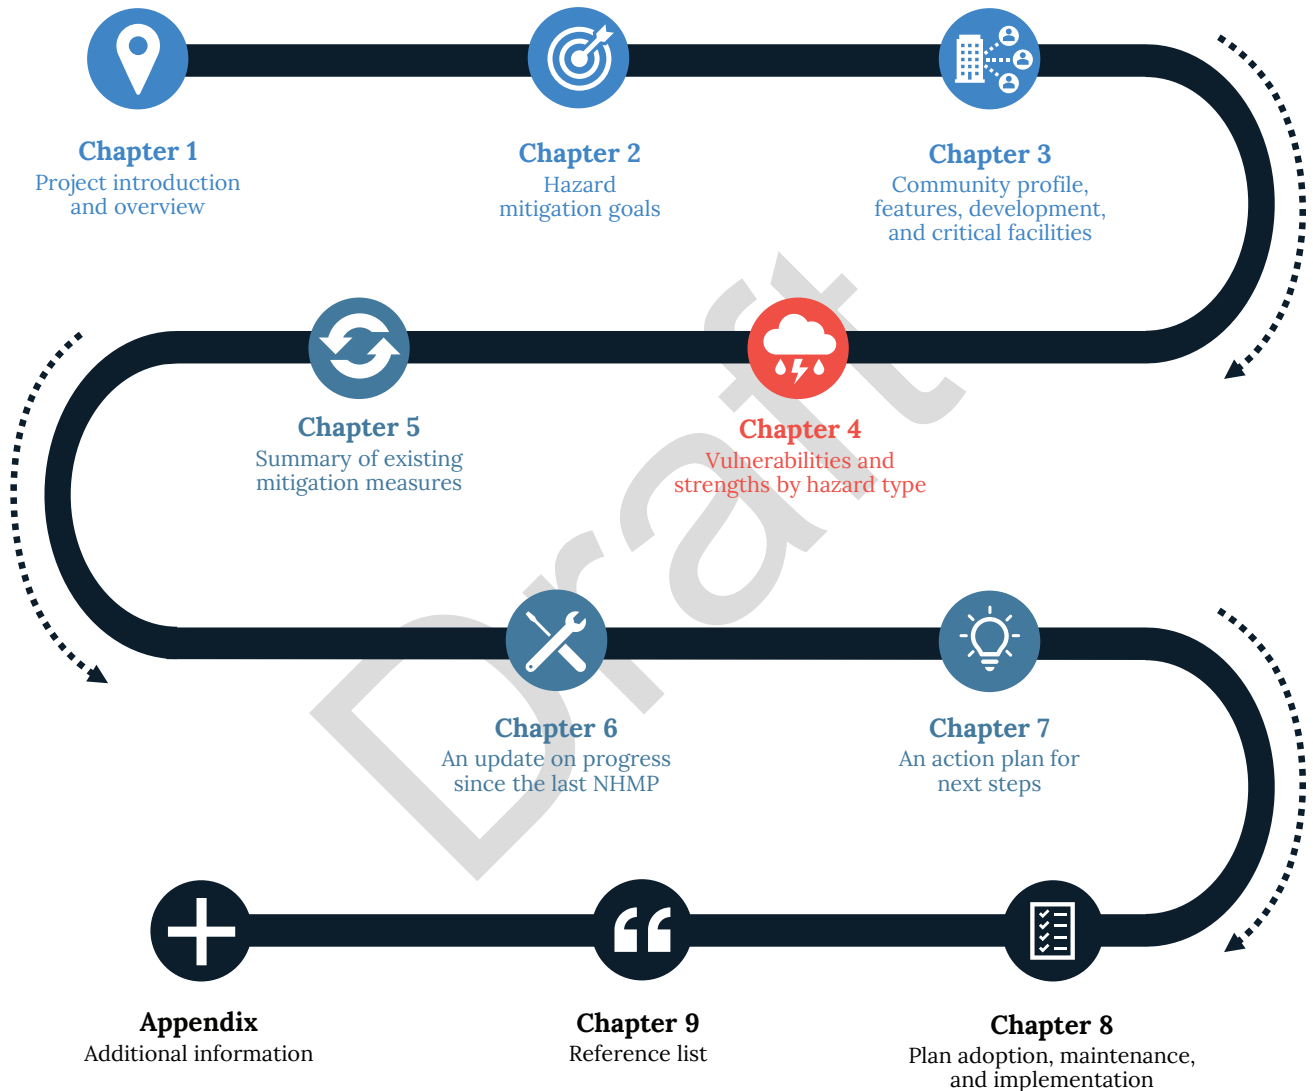 Chapter 1
Project introduction
and overview
Chapter 2
Hazard
mitigation goals
Chapter 3
Community profile,
features, development,
and critical facilities
Chapter 4
Vulnerabilities and
strengths by hazard type
Chapter 5
Summary of existing
mitigation measures
Chapter 6
An update on progress
since the last NHMP
Chapter 7
An action plan for
next steps
Chapter 8
Plan adoption, maintenance,
and implementation
Chapter 9
Reference list
Appendix
Additional information
Draft